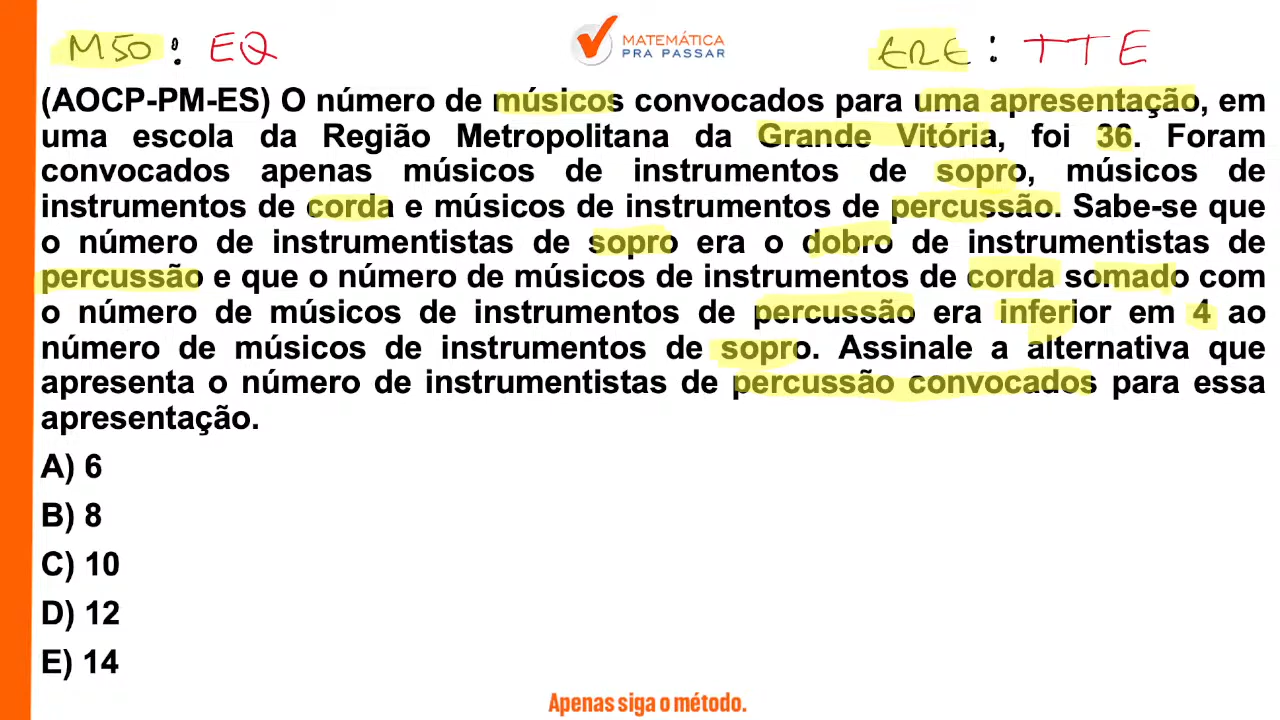 M50 : EQ
MATEMÁTICA
PRA PASSAR
: TTE
(AOCP-PM-ES) O número de músicos convocados para uma apresentação, em
uma escola da Região Metropolitana da Grande Vitória, foi 36. Foram
convocados apenas músicos de instrumentos de sopro, músicos de
instrumentos de corda e músicos de instrumentos de percussão. Sabe-se que
o número de instrumentistas de sopro era o dobro de instrumentistas de
percussão e que o número de músicos de instrumentos de corda somado com
o número de músicos de instrumentos de percussão era inferior em 4 ao
número de músicos de instrumentos de sopro. Assinale a alternativa que
apresenta o número de instrumentistas de percussão convocados para essa
apresentação.
A) 6
B) 8
C) 10
D) 12
E) 14
Apenas siga o método.